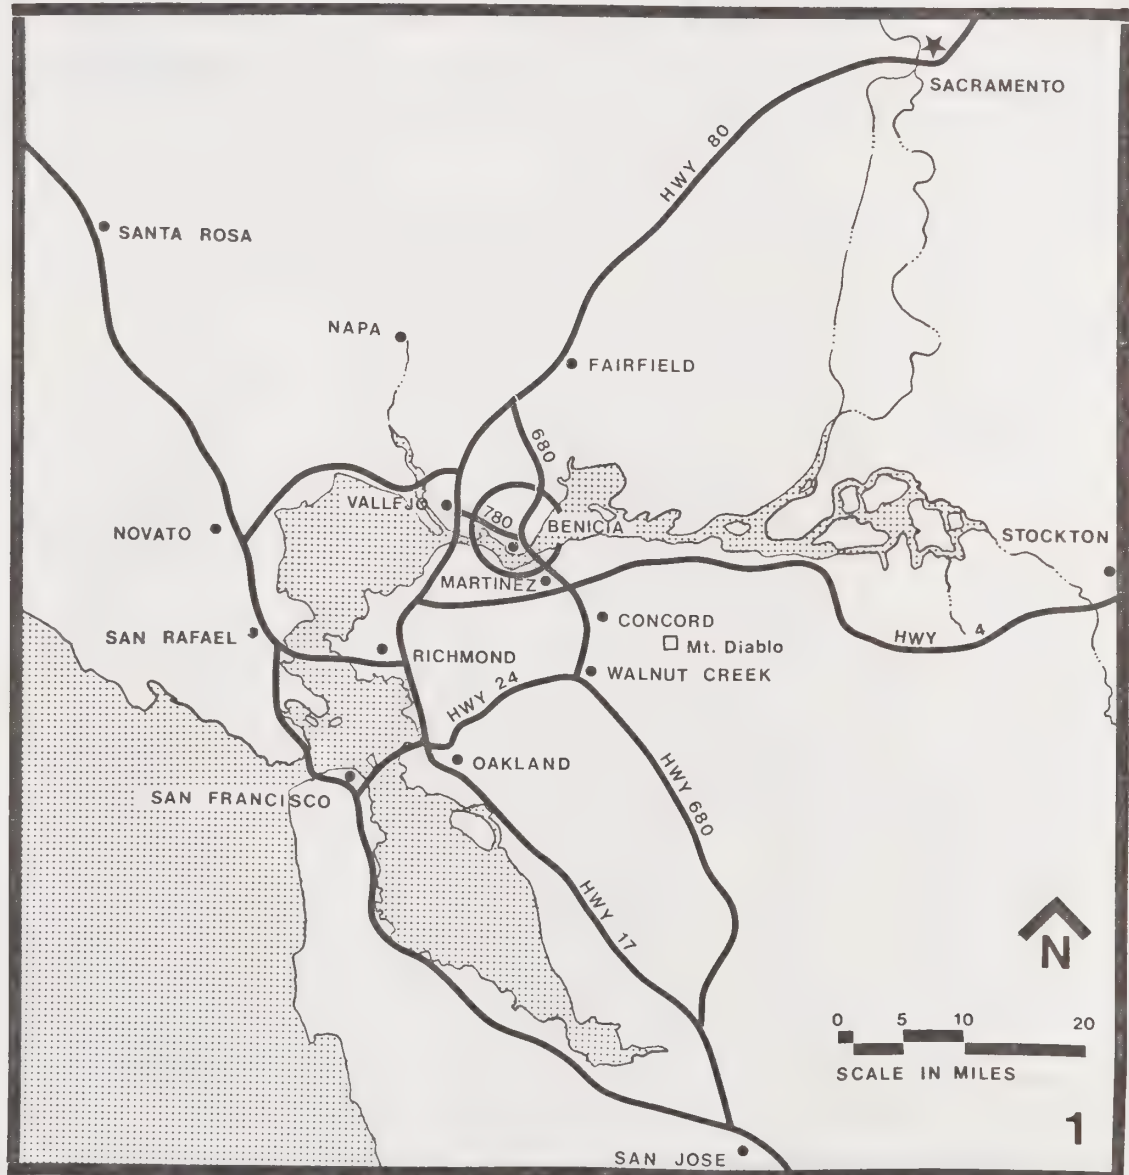 SACRAMENTO
HWY 80
SANTA ROSA
NAPA
FAIRFIELD
680
VALLEJO
780
BENICIA
NOVATO
STOCKTON
MARTINEZ
CONCORD
SAN RAFAEL
HWY 4
Mt. Diablo
RICHMOND
WALNUT CREEK
HWY 24
OAKLAND
HWY 680
SAN FRANCISCO
HWY 17
N
0 5 10 20
SCALE IN MILES
1
SAN JOSE